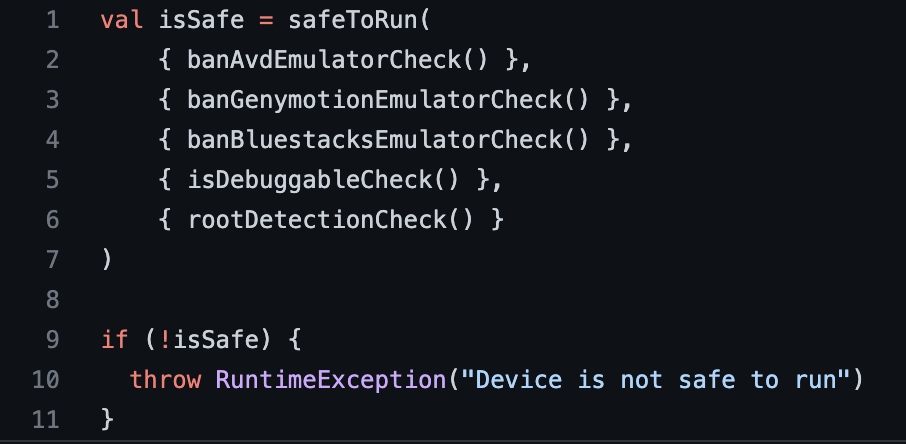 1 val isSafe = safeToRun(
2     { banAvdEmulatorCheck() },
3     { banGenymotionEmulatorCheck() },
4     { banBluestacksEmulatorCheck() },
5     { isDebuggableCheck() },
6     { rootDetectionCheck() }
7 )
8
9 if (!isSafe) {
10   throw RuntimeException("Device is not safe to run")
11 }